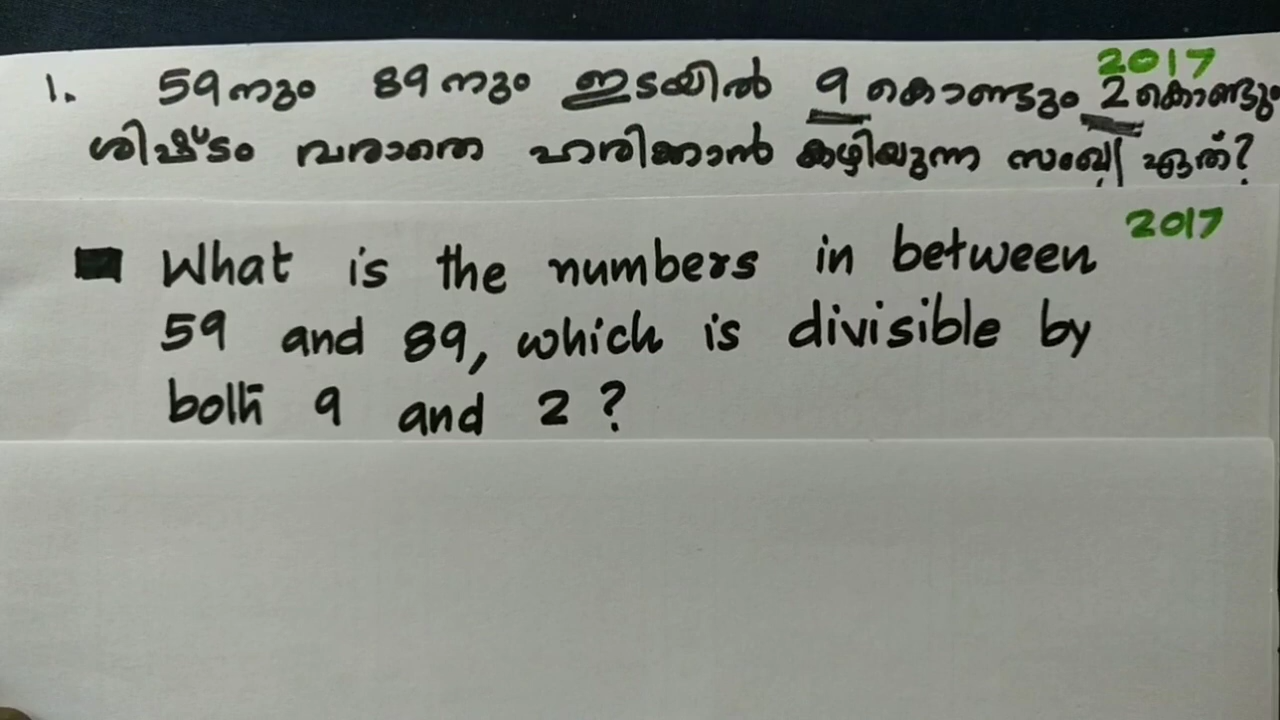 2017
1. 59നും 89നും ഇടയിൽ 9 കൊണ്ടും 2കൊണ്ടും
ശിഷ്ടം വരാതെ ഹരിക്കാൻ കഴിയുന്ന സംഖ്യ ഏത്?
2017
What is the numbers in between
59 and 89, which is divisible by
both 9 and 2?